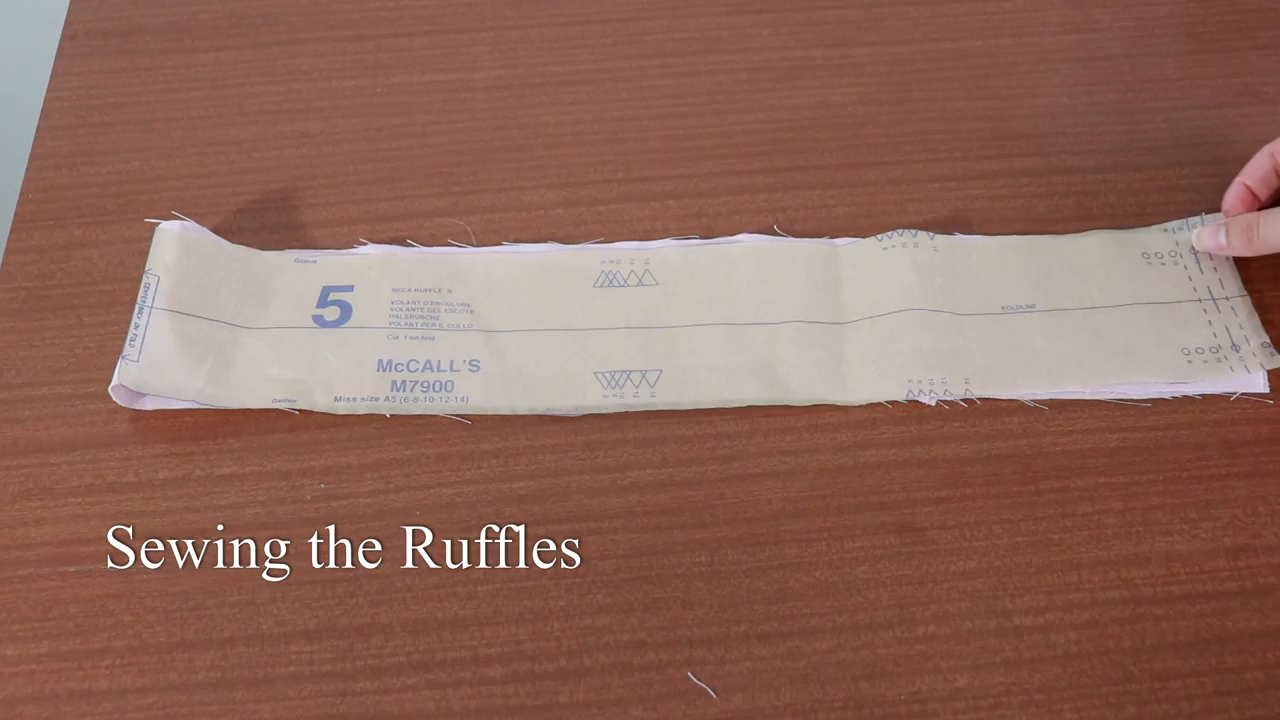 Gather
5
NECK RUFFLE B
VOLANT D'ENCOLURE
VOLANTE DEL ESCOTE
HALSRUSCHE
VOLANT PER IL COLLO
Cut 1 on fold
McCALL'S
M7900
Miss size A5 (6-8-10-12-14)
Gather
FOLDLINE
Sewing the Ruffles